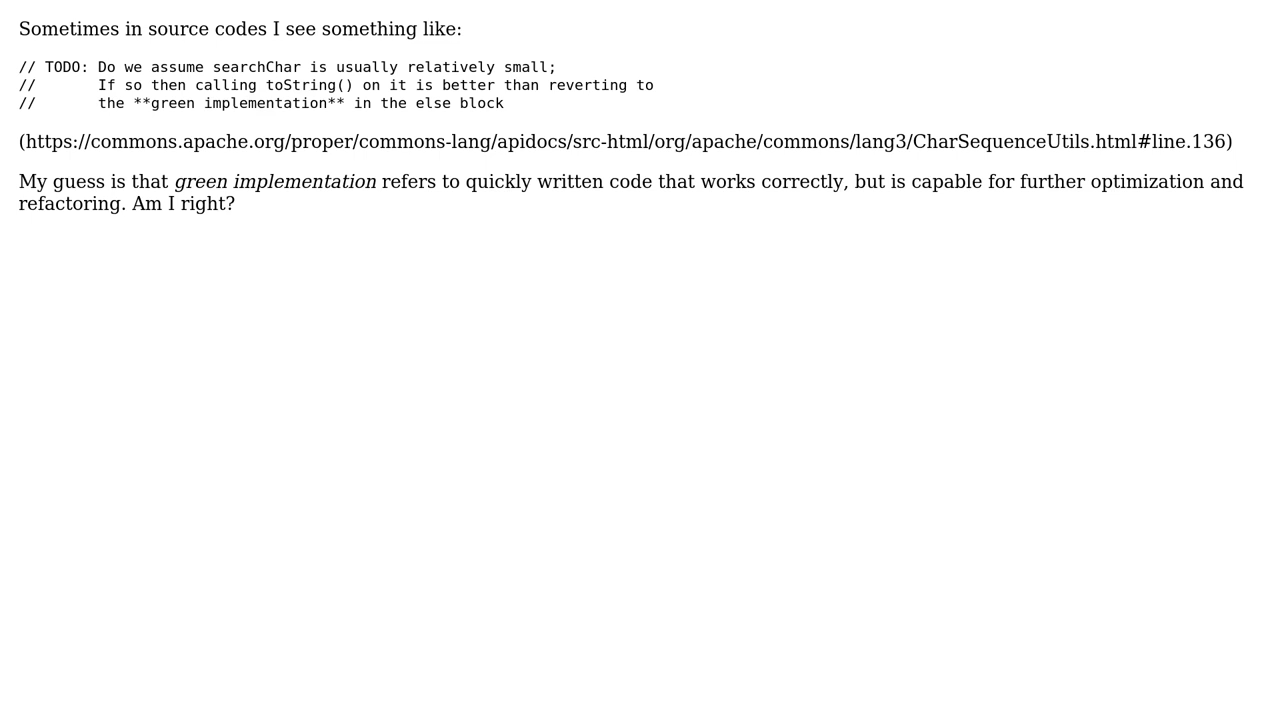 Sometimes in source codes I see something like:
// TODO: Do we assume searchChar is usually relatively small;
//       If so then calling toString() on it is better than reverting to
//       the **green implementation** in the else block
(https://commons.apache.org/proper/commons-lang/apidocs/src-html/org/apache/commons/lang3/CharSequenceUtils.html#line.136)
My guess is that green implementation refers to quickly written code that works correctly, but is capable for further optimization and
refactoring. Am I right?